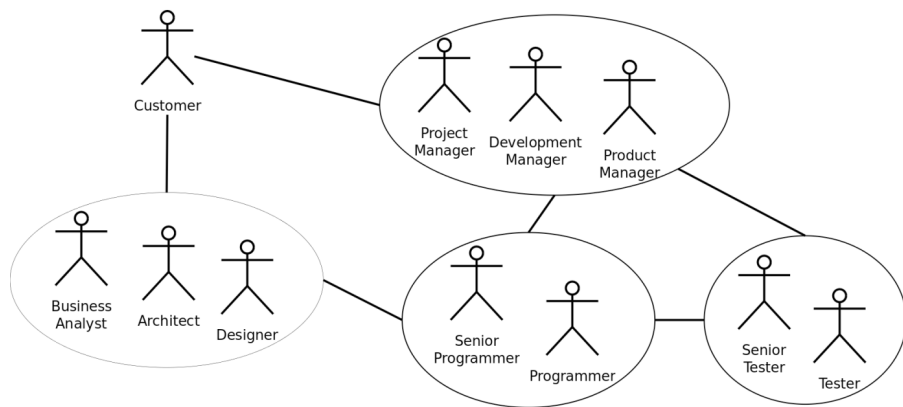 Customer
Project
Manager
Development
Manager
Product
Manager
Business
Analyst
Architect
Designer
Senior
Programmer
Programmer
Senior
Tester
Tester